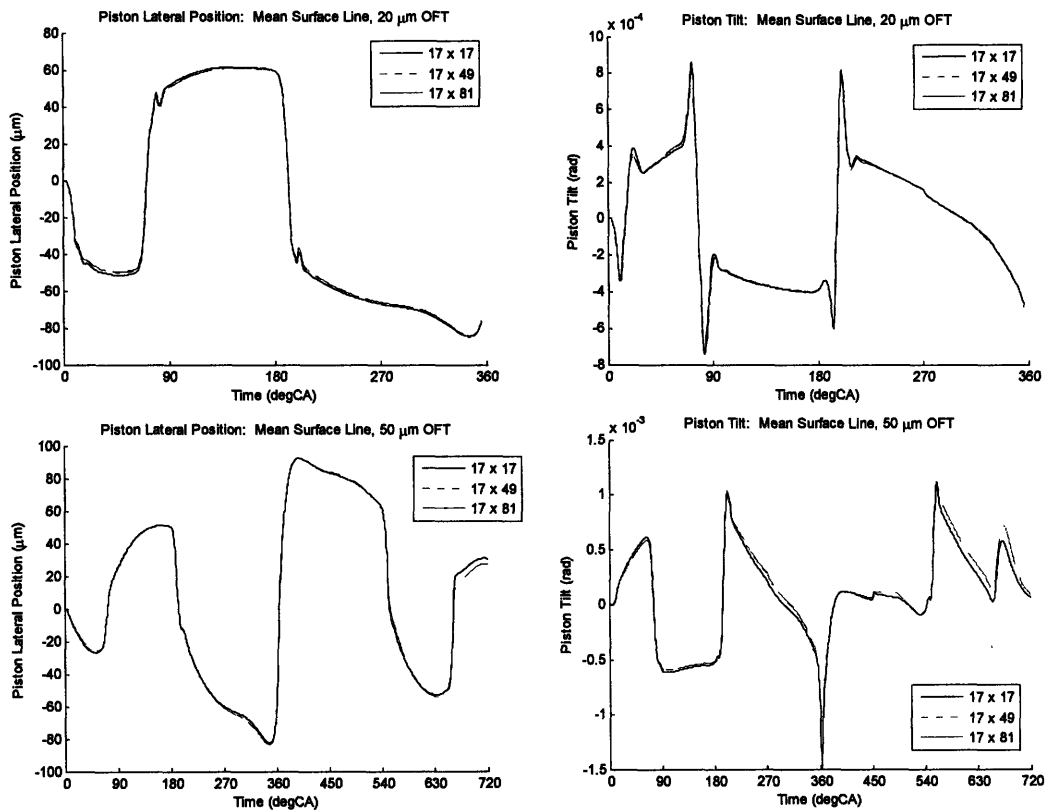 Piston Lateral Position: Mean Surface Line, 20 μm OFT
17 x 17
17 x 49
17 x 81
Piston Lateral Position (μm)
80
60
40
20
0
-20
-40
-60
-80
-100
0 90 180 270 360
Time (degCA)
Piston Tilt: Mean Surface Line, 20 μm OFT
x 10⁻⁴
17 x 17
17 x 49
17 x 81
Piston Tilt (rad)
10
8
6
4
2
0
-2
-4
-6
-8
0 90 180 270 360
Time (degCA)
Piston Lateral Position: Mean Surface Line, 50 μm OFT
17 x 17
17 x 49
17 x 81
Piston Lateral Position (μm)
100
80
60
40
20
0
-20
-40
-60
-80
-100
0 90 180 270 360 450 540 630 720
Time (degCA)
Piston Tilt: Mean Surface Line, 50 μm OFT
x 10⁻³
Piston Tilt (rad)
1.5
1
0.5
0
-0.5
-1
-1.5
17 x 17
17 x 49
17 x 81
0 90 180 270 360 450 540 630 720
Time (degCA)